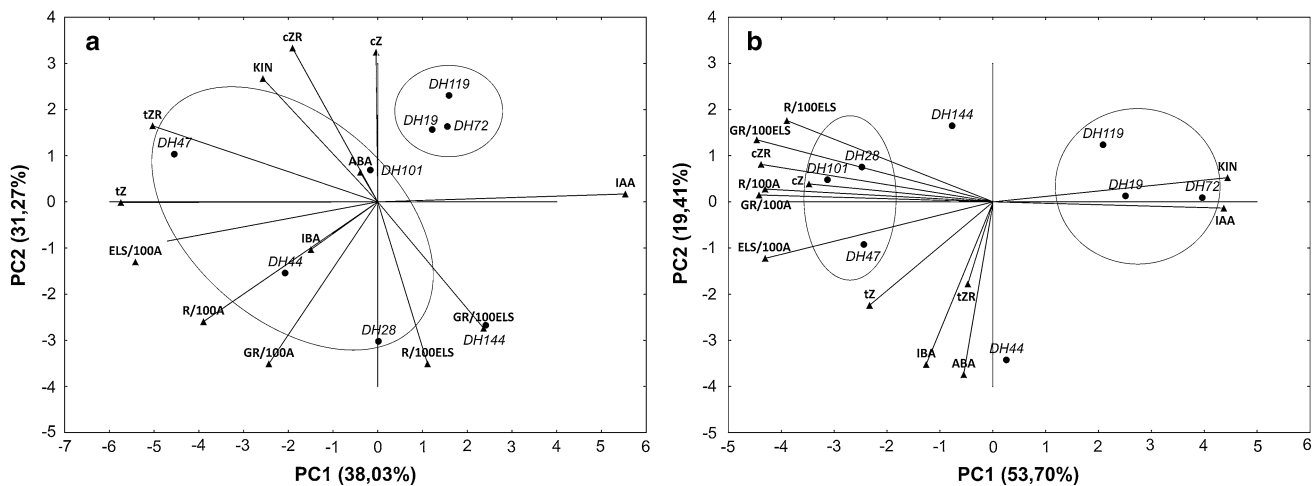 a
4
3
2
1
0
-1
-2
-3
-4
-5
-7 -6 -5 -4 -3 -2 -1 0 1 2 3 4 5 6
PC2 (31,27%)
PC1 (38,03%)
cZR
cZ
KIN
DH119
tZR
DH19
DH72
DH47
ABA
DH101
tZ
IAA
ELS/100A
IBA
DH44
R/100A
GR/100ELS
DH28
DH144
GR/100A
R/100ELS
b
4
3
2
1
0
-1
-2
-3
-4
-5
-5 -4 -3 -2 -1 0 1 2 3 4 5 6
PC2 (19,41%)
PC1 (53,70%)
R/100ELS
DH144
GR/100ELS
DH119
cZR
DH28
DH101
KIN
R/100A
cZ
DH19
DH72
GR/100A
IAA
ELS/100A
DH47
tZ
tZR
IBA
ABA
DH44